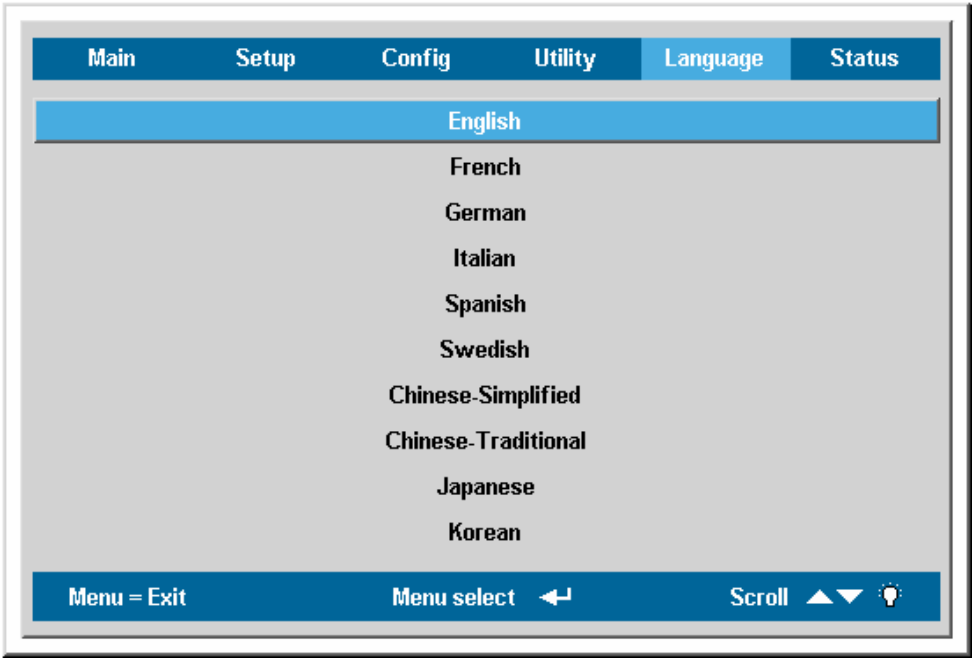 Main Setup Config Utility Language Status
English
French
German
Italian
Spanish
Swedish
Chinese-Simplified
Chinese-Traditional
Japanese
Korean
Menu = Exit Menu select Scroll